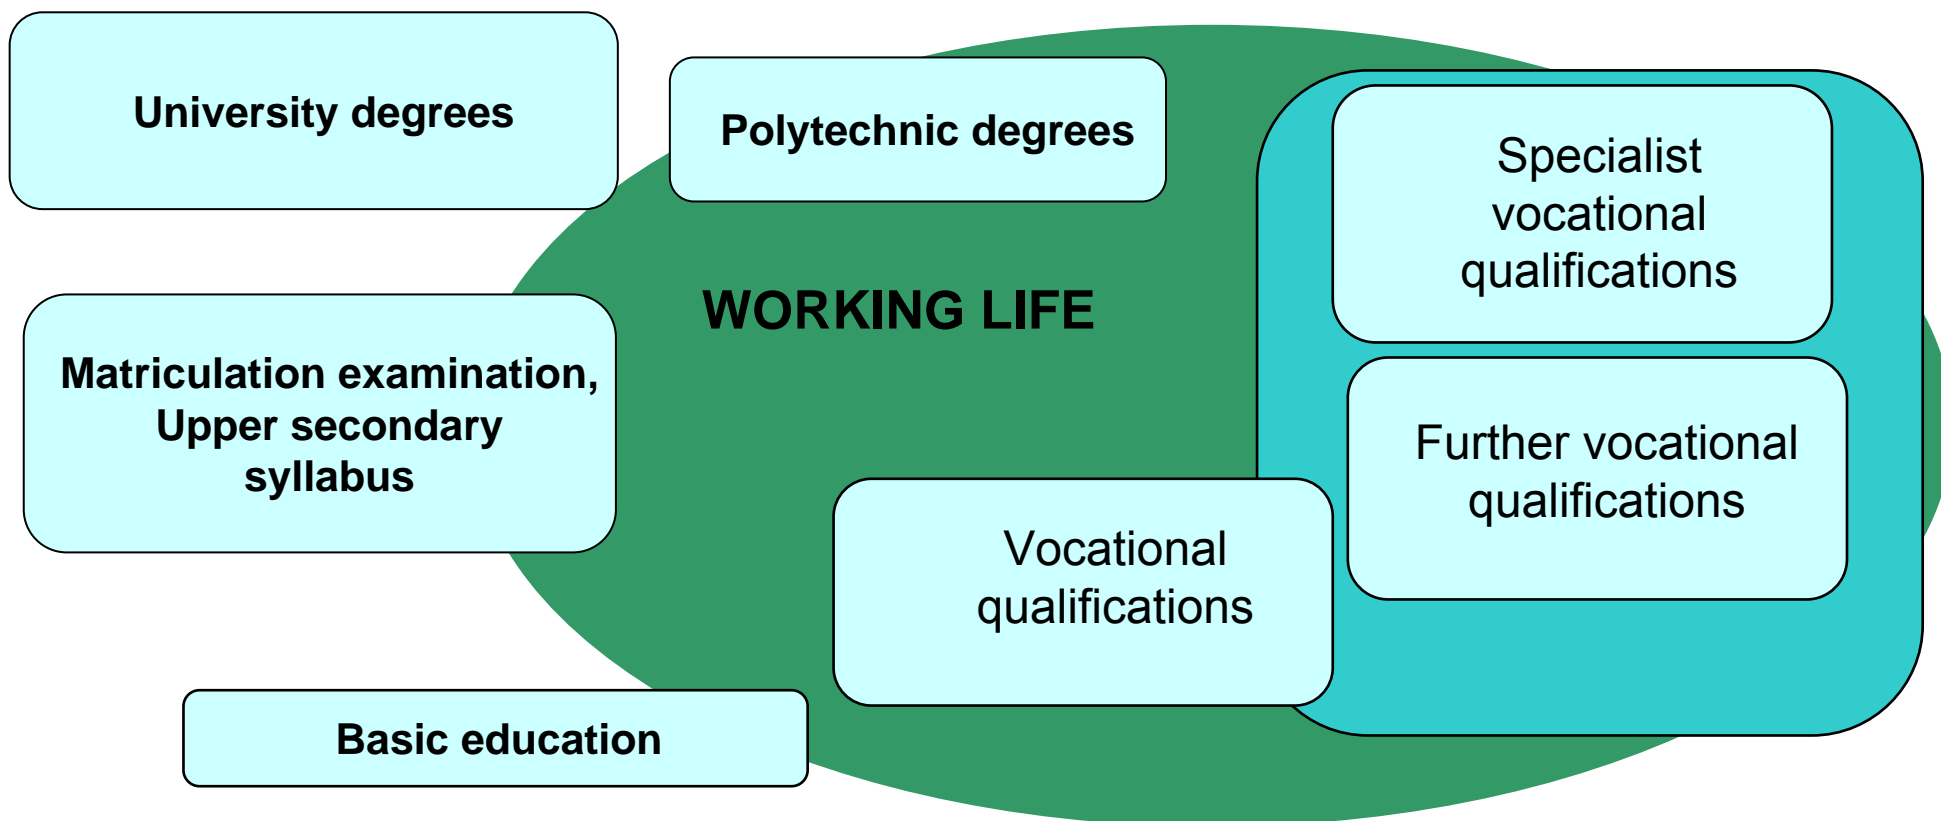 University degrees
Polytechnic degrees
Specialist
vocational
qualifications
WORKING LIFE
Matriculation examination,
Upper secondary
syllabus
Further vocational
qualifications
Vocational
qualifications
Basic education